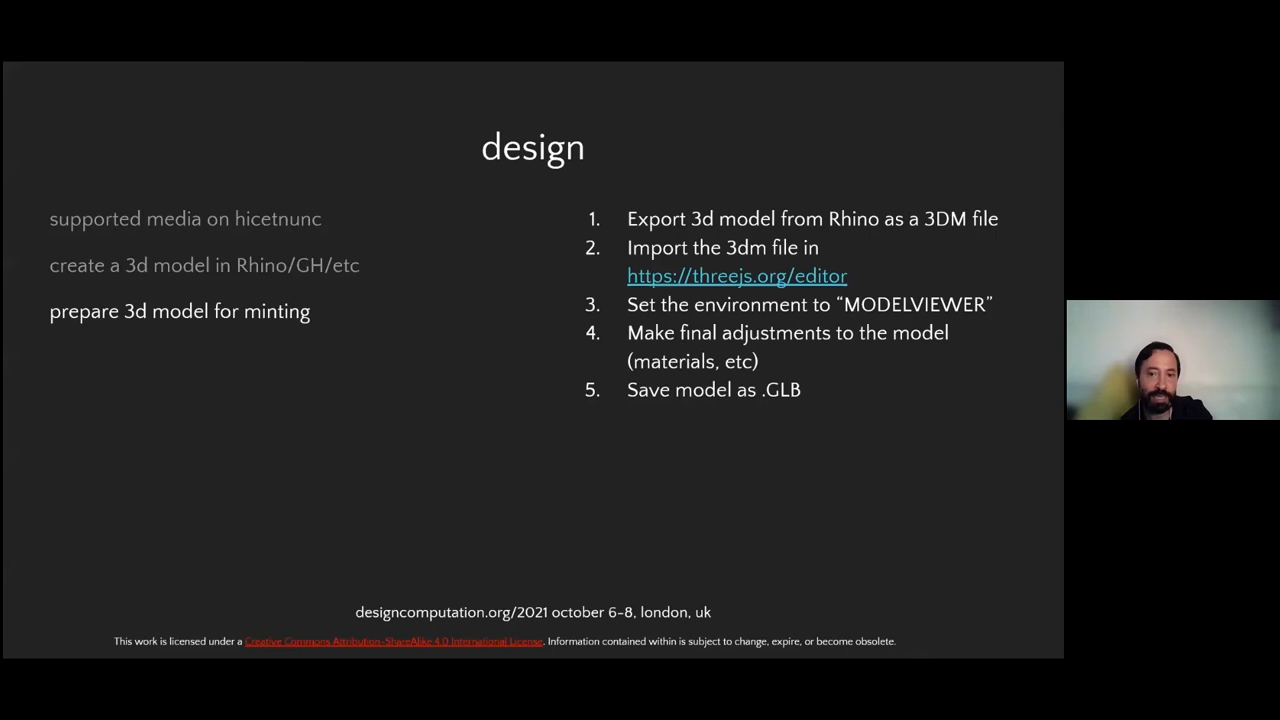 design
supported media on hicetnunc
create a 3d model in Rhino/GH/etc
prepare 3d model for minting
1. Export 3d model from Rhino as a 3DM file
2. Import the 3dm file in
https://threejs.org/editor
3. Set the environment to “MODELVIEWER”
4. Make final adjustments to the model
(materials, etc)
5. Save model as .GLB
designcomputation.org/2021 october 6-8, london, uk
This work is licensed under a Creative Commons Attribution-ShareAlike 4.0 International License. Information contained within is subject to change, expire, or become obsolete.